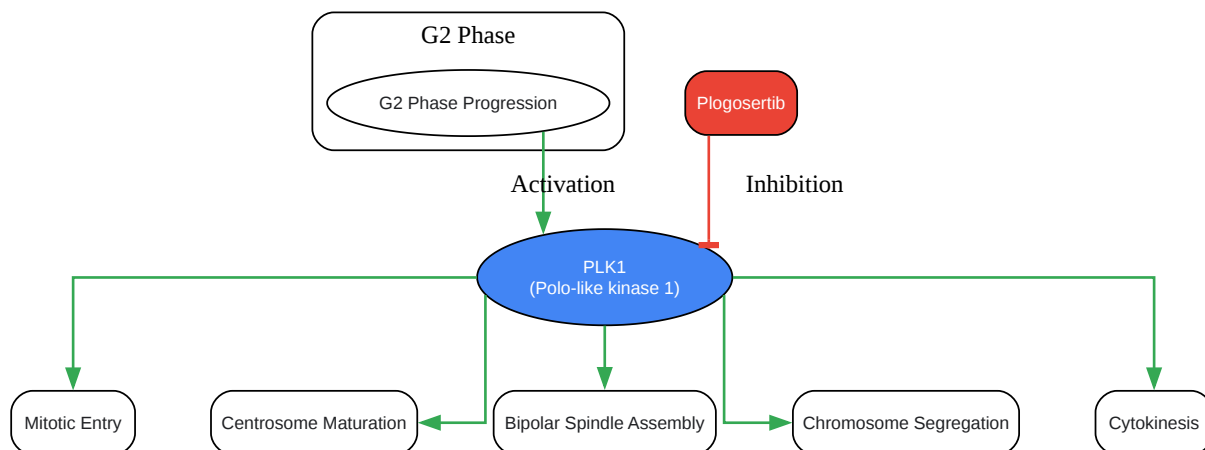 G2 Phase
G2 Phase Progression
Plogosertib
Activation
Inhibition
PLK1
(Polo-like kinase 1)
Mitotic Entry
Centrosome Maturation
Bipolar Spindle Assembly
Chromosome Segregation
Cytokinesis